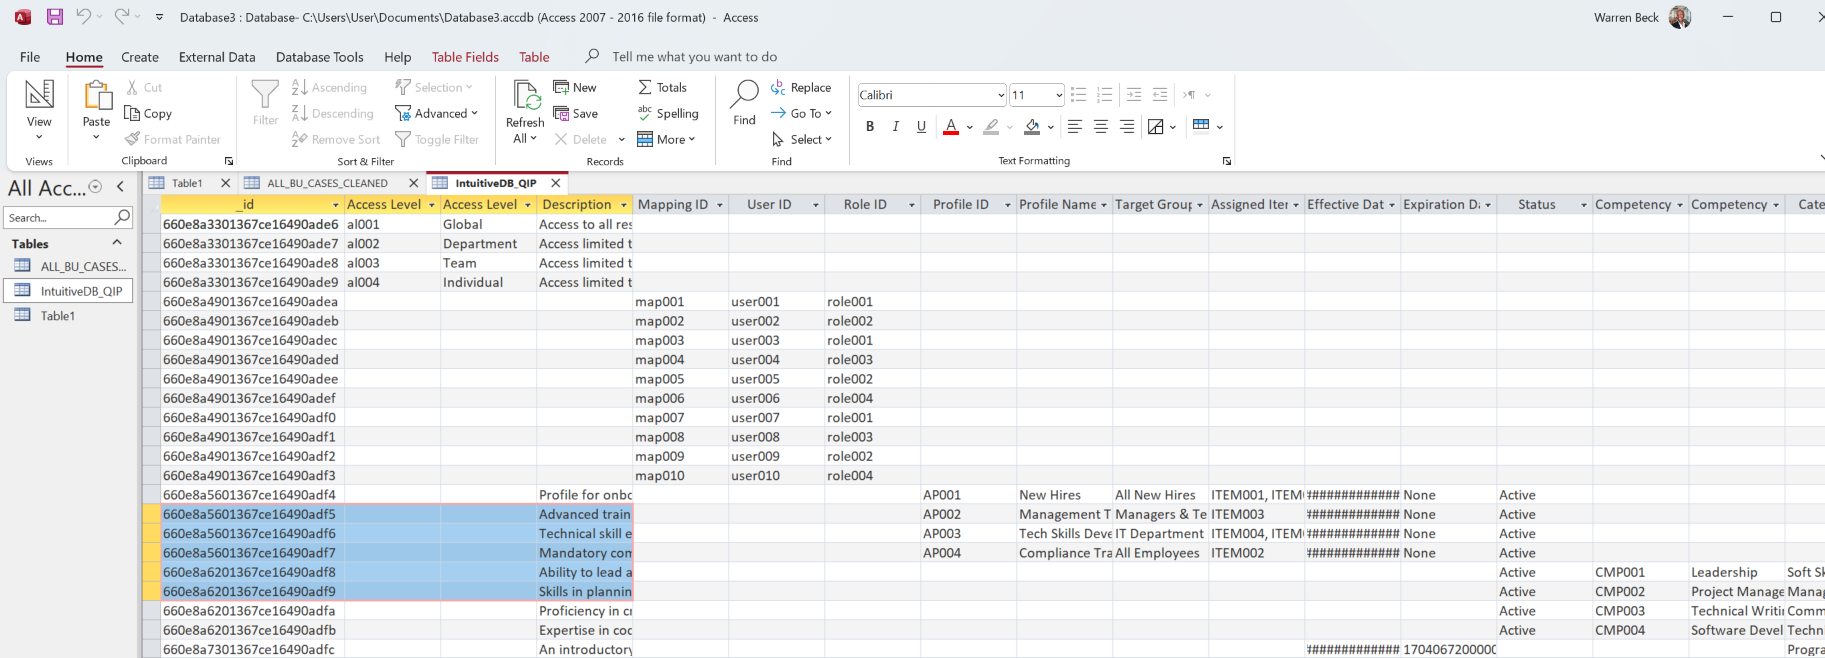 Database3 : Database- C:\Users\User\Documents\Database3.accdb (Access 2007 - 2016 file format) - Access
Warren Beck
File Home Create External Data Database Tools Help Table Fields Table Tell me what you want to do
View
Views
Paste
Cut
Copy
Format Painter
Clipboard
Filter
Ascending
Descending
Remove Sort
Selection
Advanced
Toggle Filter
Sort & Filter
Refresh
All
New
Save
Delete
Totals
Spelling
More
Records
Find
Replace
Go To
Select
Find
Calibri
11
B I U A
Text Formatting
All Acc...
Search...
Tables
ALL_BU_CASES...
IntuitiveDB_QIP
Table1
Table1 ALL_BU_CASES_CLEANED IntuitiveDB_QIP
_id Access Level Access Level Description Mapping ID User ID Role ID Profile ID Profile Name Target Group Assigned Iter Effective Dat Expiration Da Status Competency Competency Cate
660e8a3301367ce16490ade6 al001 Global Access to all res
660e8a3301367ce16490ade7 al002 Department Access limited t
660e8a3301367ce16490ade8 al003 Team Access limited t
660e8a3301367ce16490ade9 al004 Individual Access limited t
660e8a4901367ce16490adea map001 user001 role001
660e8a4901367ce16490adeb map002 user002 role002
660e8a4901367ce16490adec map003 user003 role001
660e8a4901367ce16490aded map004 user004 role003
660e8a4901367ce16490adee map005 user005 role002
660e8a4901367ce16490adef map006 user006 role004
660e8a4901367ce16490adf0 map007 user007 role001
660e8a4901367ce16490adf1 map008 user008 role003
660e8a4901367ce16490adf2 map009 user009 role002
660e8a4901367ce16490adf3 map010 user010 role004
660e8a5601367ce16490adf4 Profile for onbo AP001 New Hires All New Hires ITEM001, ITEM ############# None Active
660e8a5601367ce16490adf5 Advanced train AP002 Management T Managers & Te ITEM003 ############# None Active
660e8a5601367ce16490adf6 Technical skill e AP003 Tech Skills Deve IT Department ITEM004, ITEM ############# None Active
660e8a5601367ce16490adf7 Mandatory com AP004 Compliance Tra All Employees ITEM002 ############# None Active
660e8a6201367ce16490adf8 Ability to lead a Active CMP001 Leadership Soft Sk
660e8a6201367ce16490adf9 Skills in plannin Active CMP002 Project Manage Manag
660e8a6201367ce16490adfa Proficiency in cr Active CMP003 Technical Writi Comm
660e8a6201367ce16490adfb Expertise in coc Active CMP004 Software Devel Techn
660e8a7301367ce16490adfc An introductory ############# 1704067200000 Progra